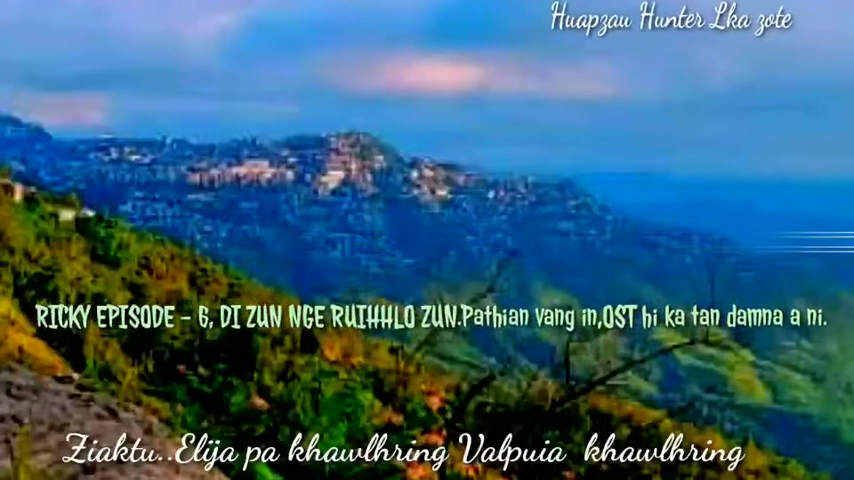 Huapzau Hunter Lka zote
RICKY EPISODE - 6, DI ZUN NGE RUIHHLO ZUN.Pathian vang in,OST hi ka tan damna a ni.
Ziaktu..Elija pa khawlhring Valpuia khawlhring